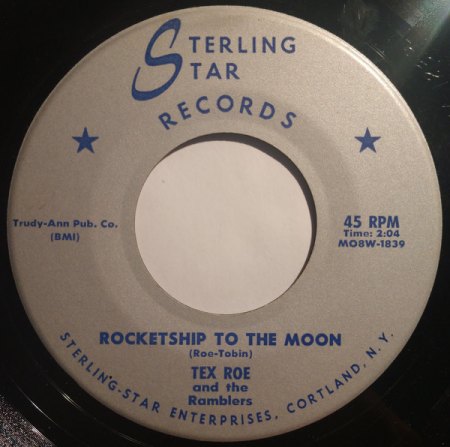 STERLING
STAR
RECORDS
Trudy-Ann Pub. Co.
(BMI)
45 RPM
Time: 2:04
MO8W-1839
ROCKETSHIP TO THE MOON
(Roe-Tobin)
TEX ROE
and the
Ramblers
STERLING-STAR ENTERPRISES, CORTLAND, N. Y.